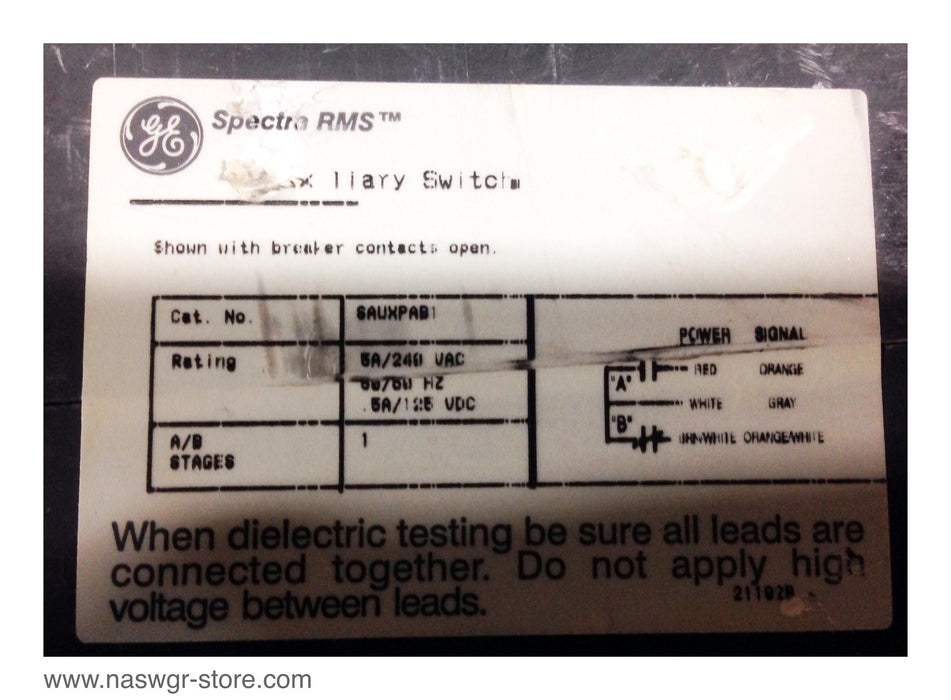 GE Spectra RMS™
Switch
Shown with breaker contacts open.
Cat. No. SAUXPAB1
POWER SIGNAL
Rating 5A/240 VAC
"A" RED ORANGE
HZ
.5A/125 VDC
WHITE GRAY
"B" BRN/WHITE ORANGE/WHITE
A/B 1
STAGES
When dielectric testing be sure all leads are
connected together. Do not apply high
voltage between leads.
21192B
www.naswgr-store.com